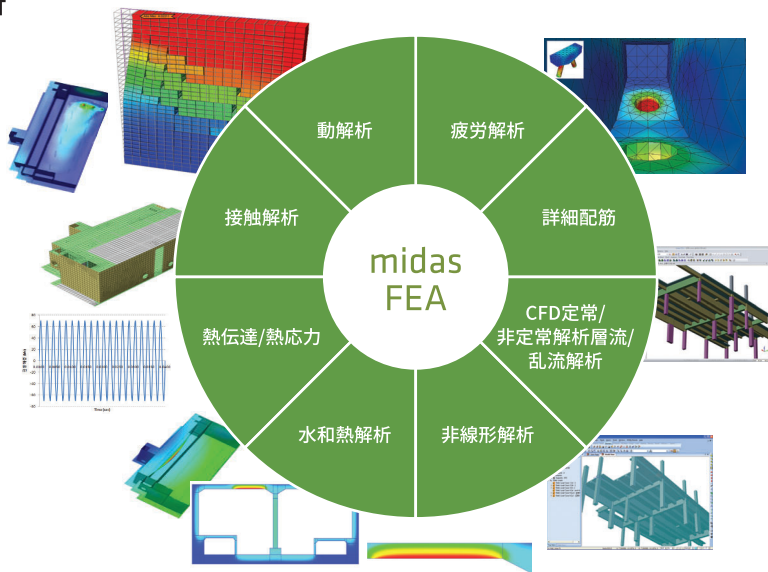 動解析
疲労解析
接触解析
詳細配筋
midas
FEA
熱伝達/熱応力
CFD定常/
非定常解析層流/
乱流解析
水和熱解析
非線形解析